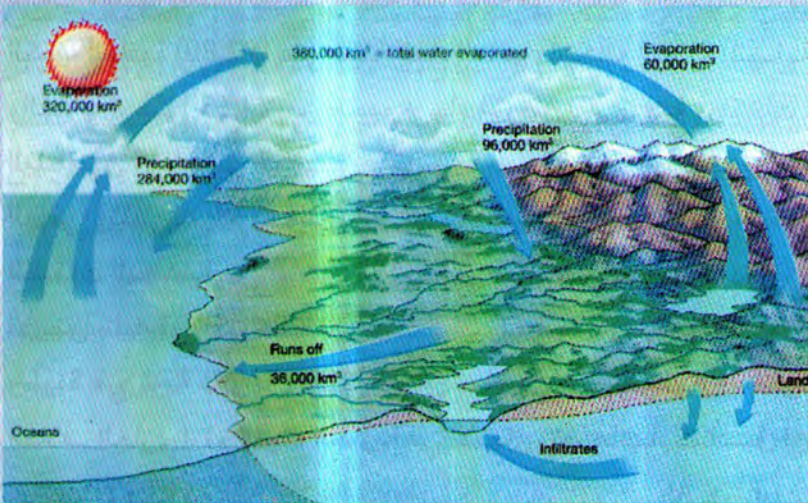 380,000 km³ = total water evaporated
Evaporation
60,000 km³
Evaporation
320,000 km³
Precipitation
96,000 km³
Precipitation
284,000 km³
Runs off
36,000 km³
Land
Oceans
Infiltrates